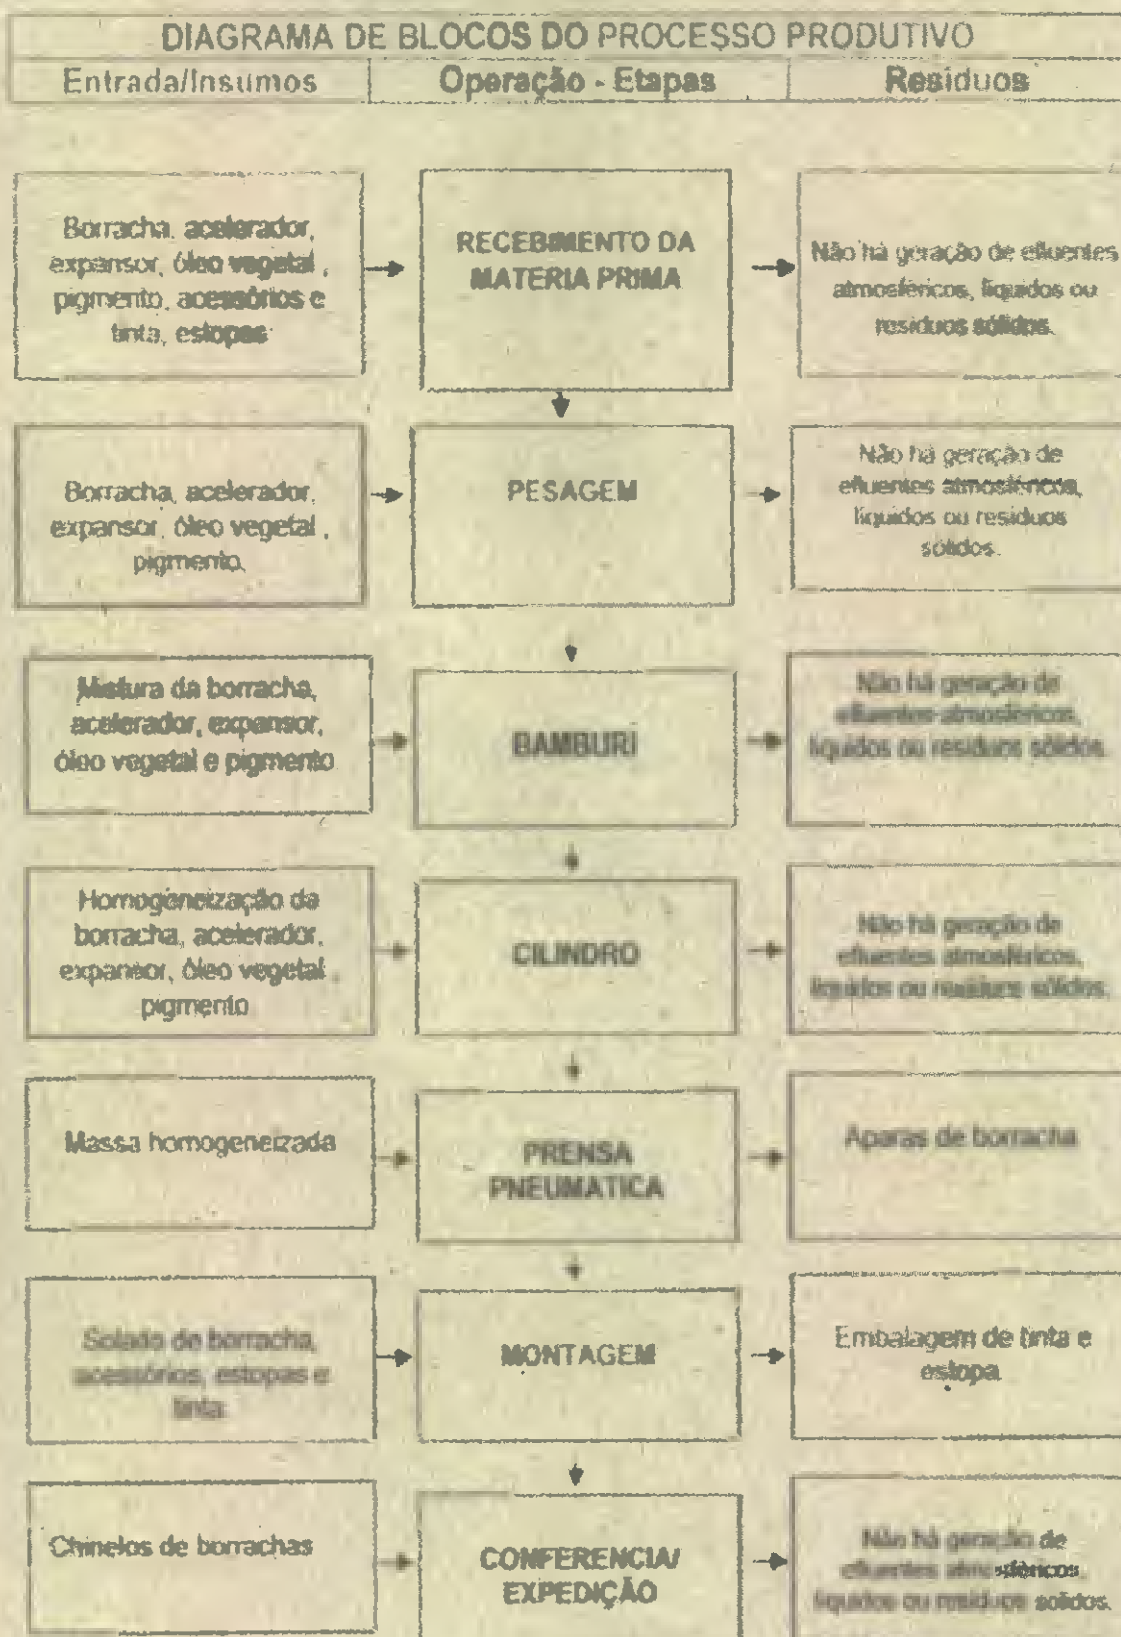 DIAGRAMA DE BLOCOS DO PROCESSO PRODUTIVO
Entrada/Insumos
Operação - Etapas
Residuos
Borracha, acelerador,
expansor, óleo vegetal ,
pigmento, acessórios e
tinta, estopas
RECEBIMENTO DA
MATERIA PRIMA
Não há geração de efluentes
atmosféricos, líquidos ou
resíduos sólidos.
Borracha, acelerador,
expansor, óleo vegetal ,
pigmento.
PESAGEM
Não há geração de
efluentes atmosféricos,
líquidos ou resíduos
sólidos.
Mistura da borracha,
acelerador, expansor,
óleo vegetal e pigmento
BAMBURI
Não há geração de
efluentes atmosféricos,
líquidos ou resíduos sólidos.
Homogeneização da
borracha, acelerador,
expansor, óleo vegetal ,
pigmento
CILINDRO
Não há geração de
efluentes atmosféricos,
líquidos ou resíduos sólidos.
Massa homogeneizada
PRENSA
PNEUMATICA
Aparas de borracha
Solado de borracha,
acessórios, estopas e
tinta.
MONTAGEM
Embalagem de tinta e
estopa
Chinelos de borrachas
CONFERENCIA/
EXPEDIÇÃO
Não há geração de
efluentes atmosféricos,
líquidos ou resíduos solidos.